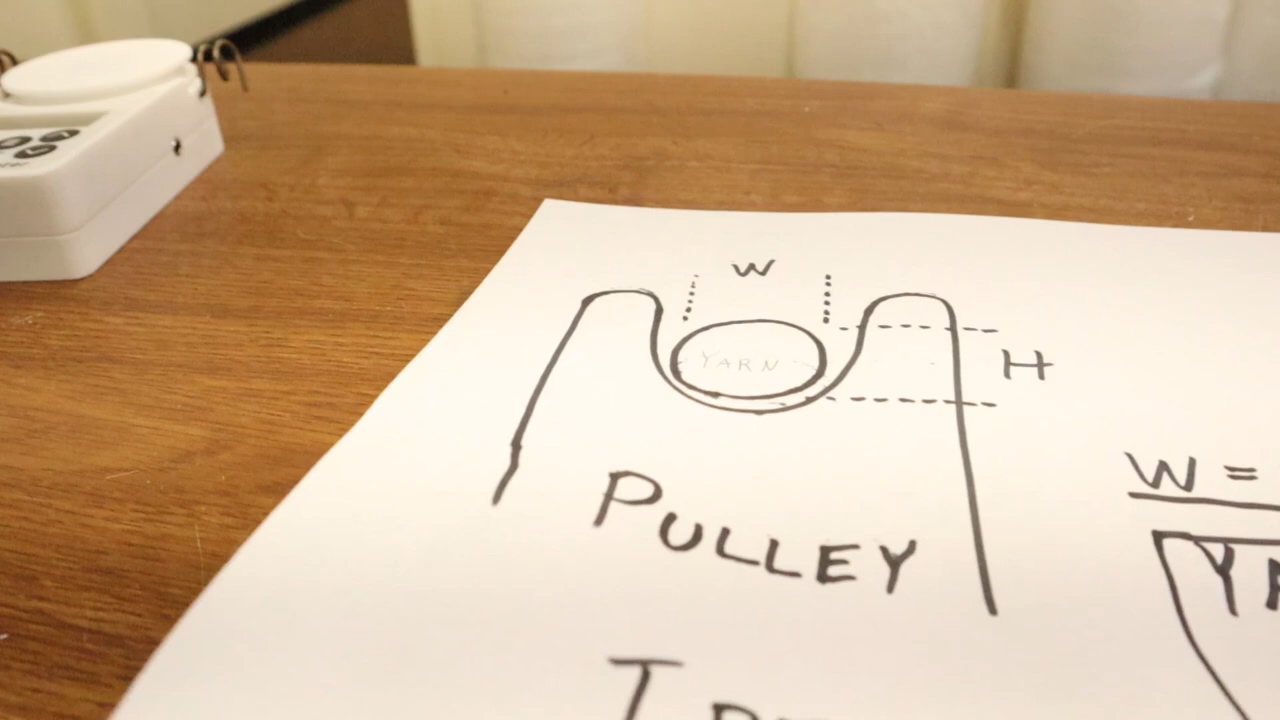 W
YARN
H
PULLEY
W =